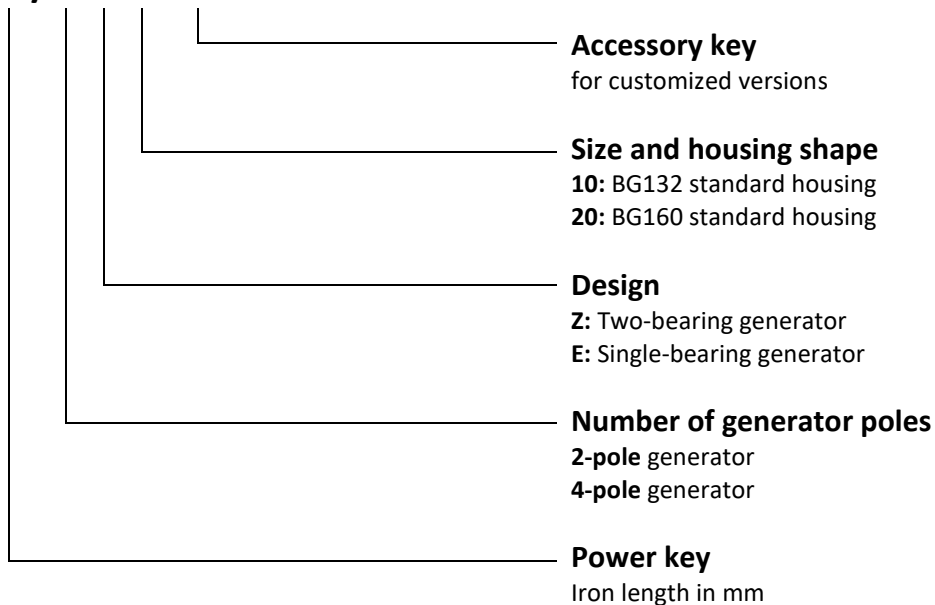 Accessory key
for customized versions
Size and housing shape
10: BG132 standard housing
20: BG160 standard housing
Design
Z: Two-bearing generator
E: Single-bearing generator
Number of generator poles
2-pole generator
4-pole generator
Power key
Iron length in mm